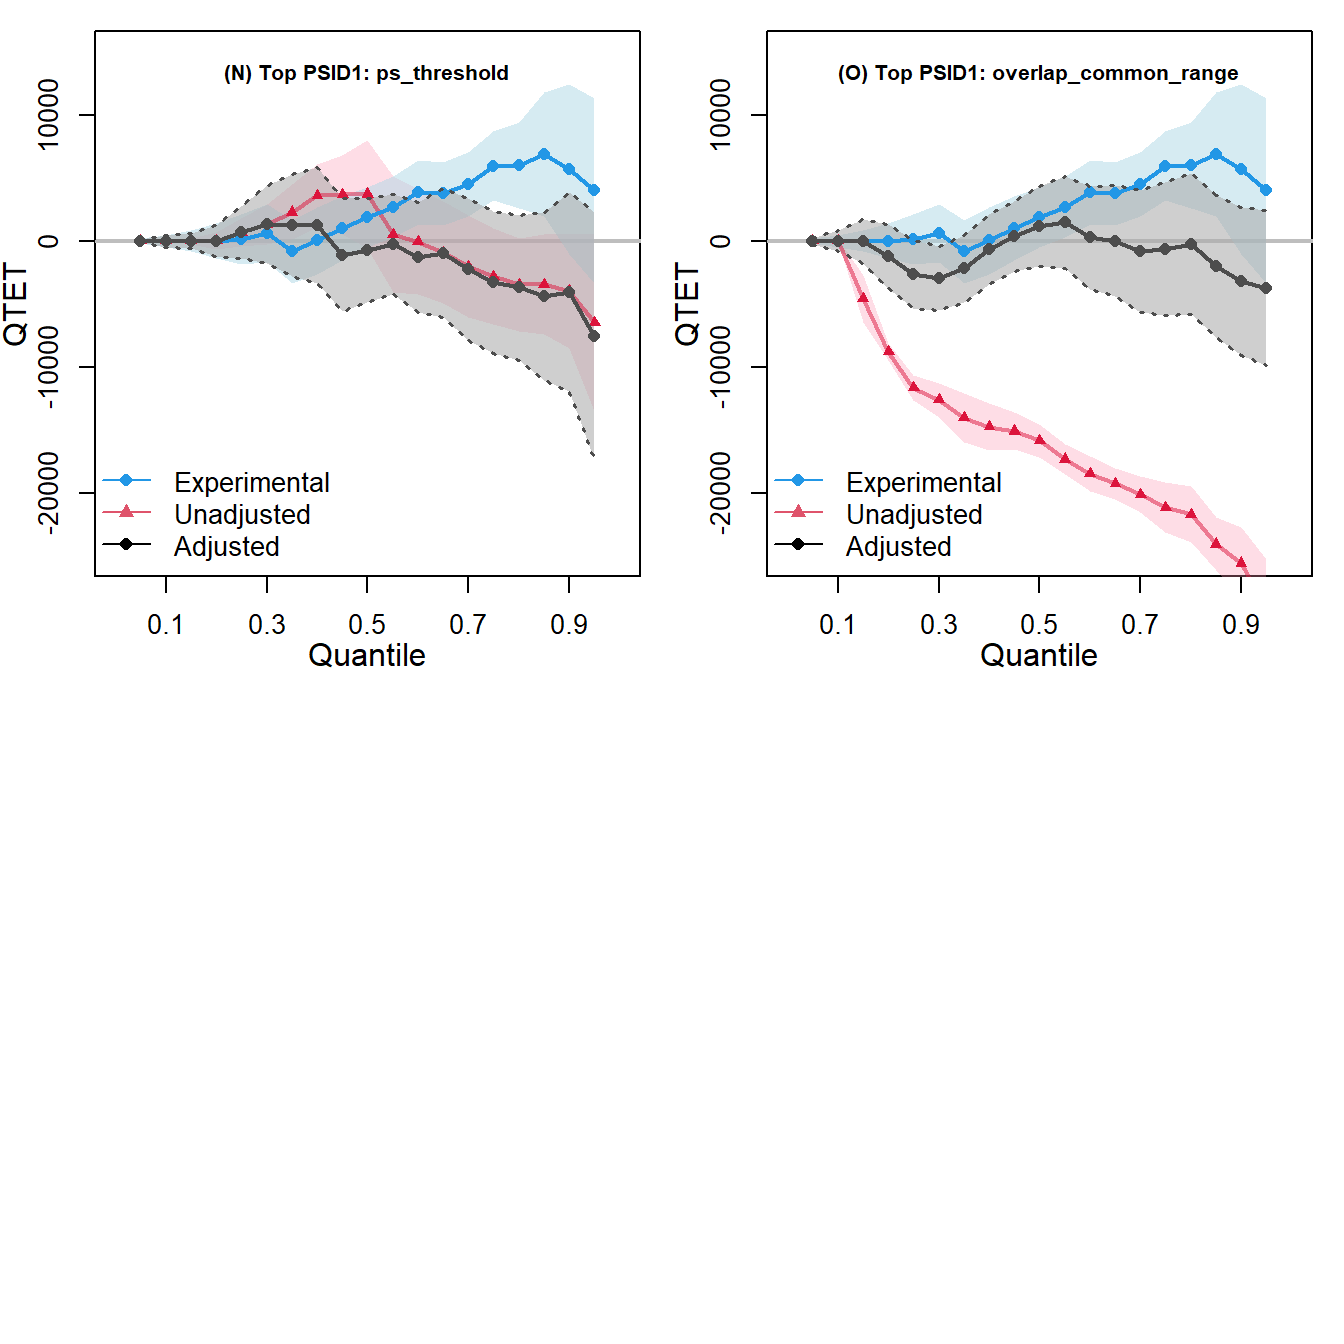 (N) Top PSID1: ps_threshold
QTET
10000
0
-10000
-20000
Experimental
Unadjusted
Adjusted
0.1 0.3 0.5 0.7 0.9
Quantile
(O) Top PSID1: overlap_common_range
QTET
10000
0
-10000
-20000
Experimental
Unadjusted
Adjusted
0.1 0.3 0.5 0.7 0.9
Quantile